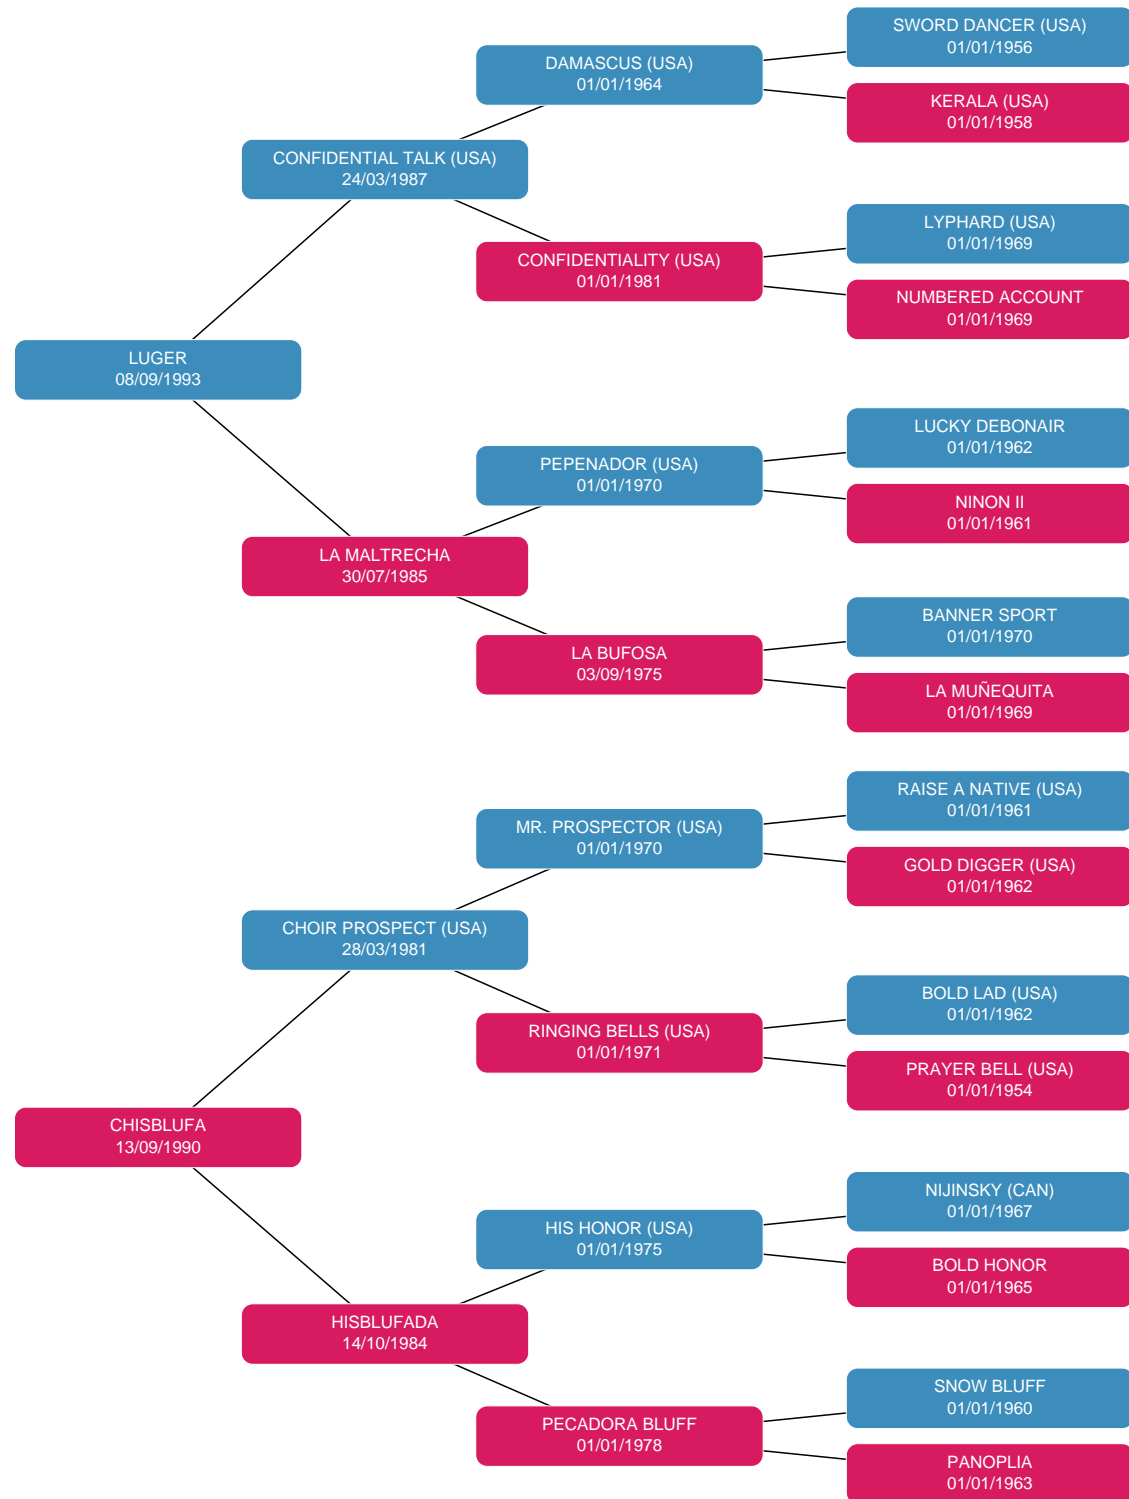 SWORD DANCER (USA)
01/01/1956
DAMASCUS (USA)
01/01/1964
KERALA (USA)
01/01/1958
CONFIDENTIAL TALK (USA)
24/03/1987
LYPHARD (USA)
01/01/1969
CONFIDENTIALITY (USA)
01/01/1981
NUMBERED ACCOUNT
01/01/1969
LUGER
08/09/1993
LUCKY DEBONAIR
01/01/1962
PEPENADOR (USA)
01/01/1970
NINON II
01/01/1961
LA MALTRECHA
30/07/1985
BANNER SPORT
01/01/1970
LA BUFOSA
03/09/1975
LA MUÑEQUITA
01/01/1969
RAISE A NATIVE (USA)
01/01/1961
MR. PROSPECTOR (USA)
01/01/1970
GOLD DIGGER (USA)
01/01/1962
CHOIR PROSPECT (USA)
28/03/1981
BOLD LAD (USA)
01/01/1962
RINGING BELLS (USA)
01/01/1971
PRAYER BELL (USA)
01/01/1954
CHISBLUFA
13/09/1990
NIJINSKY (CAN)
01/01/1967
HIS HONOR (USA)
01/01/1975
BOLD HONOR
01/01/1965
HISBLUFADA
14/10/1984
SNOW BLUFF
01/01/1960
PECADORA BLUFF
01/01/1978
PANOPLIA
01/01/1963